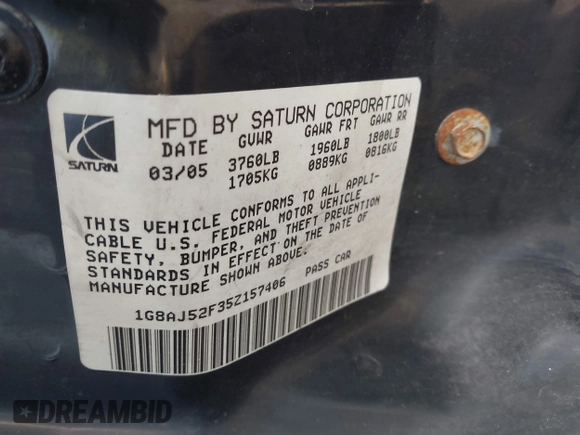 SATURN
MFD BY SATURN CORPORATION
DATE GVWR GAWR FRT GAWR RR
03/05 3760LB 1960LB 1800LB
1705KG 0889KG 0816KG
THIS VEHICLE CONFORMS TO ALL APPLI-
CABLE U.S. FEDERAL MOTOR VEHICLE
SAFETY, BUMPER, AND THEFT PREVENTION
STANDARDS IN EFFECT ON THE DATE OF
MANUFACTURE SHOWN ABOVE.
1G8AJ52F35Z157406 PASS CAR
DREAMBID